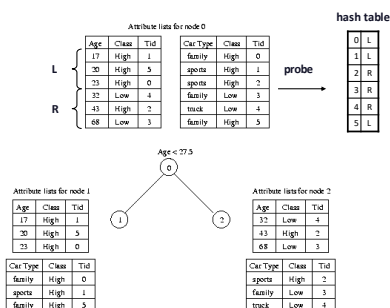 hash table
Attribute lists for node 0
Age Class Tid
17 High 1
20 High 5
23 High 0
32 Low 4
43 High 2
68 Low 3
L
R
Car Type Class Tid
family High 0
sports High 1
sports High 2
family Low 3
truck Low 4
family High 5
probe
0 L
1 L
2 R
3 R
4 R
5 L
Age < 27.5
0
1
2
Attribute lists for node 1
Age Class Tid
17 High 1
20 High 5
23 High 0
Car Type Class Tid
family High 0
sports High 1
family High 5
Attribute lists for node 2
Age Class Tid
32 Low 4
43 High 2
68 Low 3
Car Type Class Tid
sports High 2
family Low 3
truck Low 4